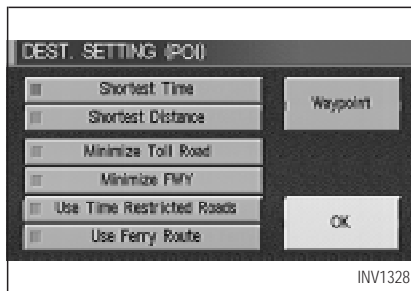 DEST. SETTING (POI)
Shortest Time
Shortest Distance
Waypoint
Minimize Toll Road
Minimize FWY
Use Time Restricted Roads
Use Ferry Route
OK
INV1328